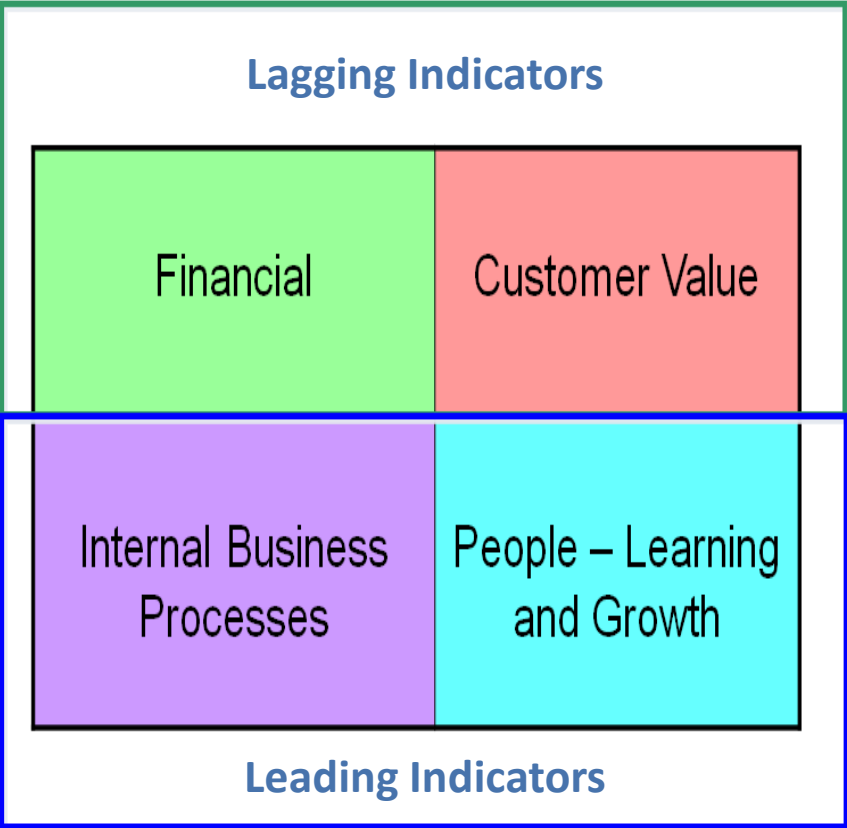 Lagging Indicators
Financial
Customer Value
Internal Business
Processes
People – Learning
and Growth
Leading Indicators